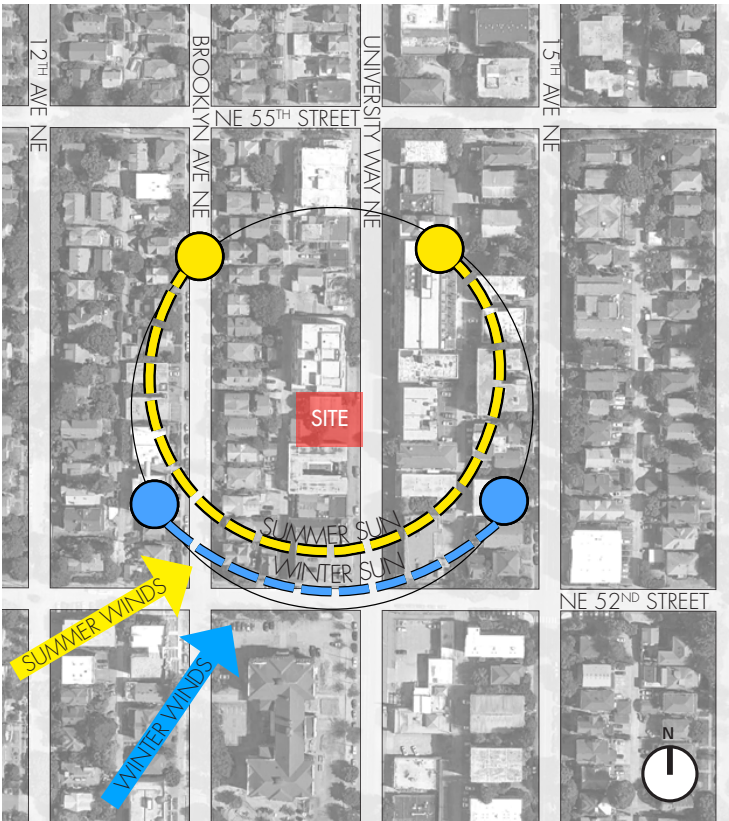 12TH AVE NE
BROOKLYN AVE NE
UNIVERSITY WAY NE
15TH AVE NE
NE 55TH STREET
SITE
SUMMER SUN
WINTER SUN
SUMMER WINDS
WINTER WINDS
NE 52ND STREET
N